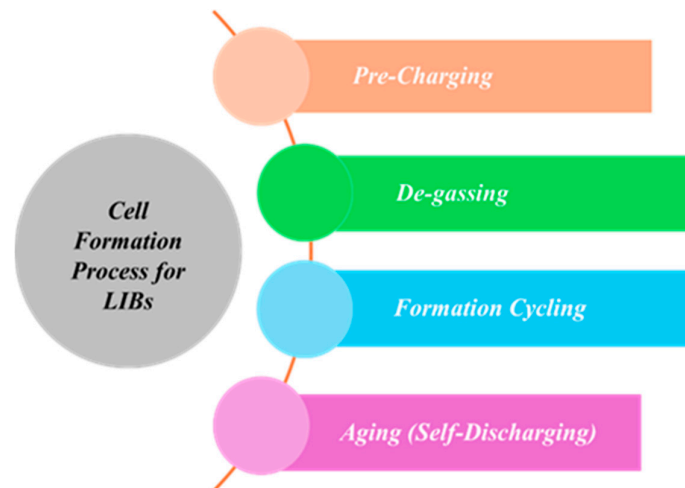 Cell
Formation
Process for
LIBs
Pre-Charging
De-gassing
Formation Cycling
Aging (Self-Discharging)